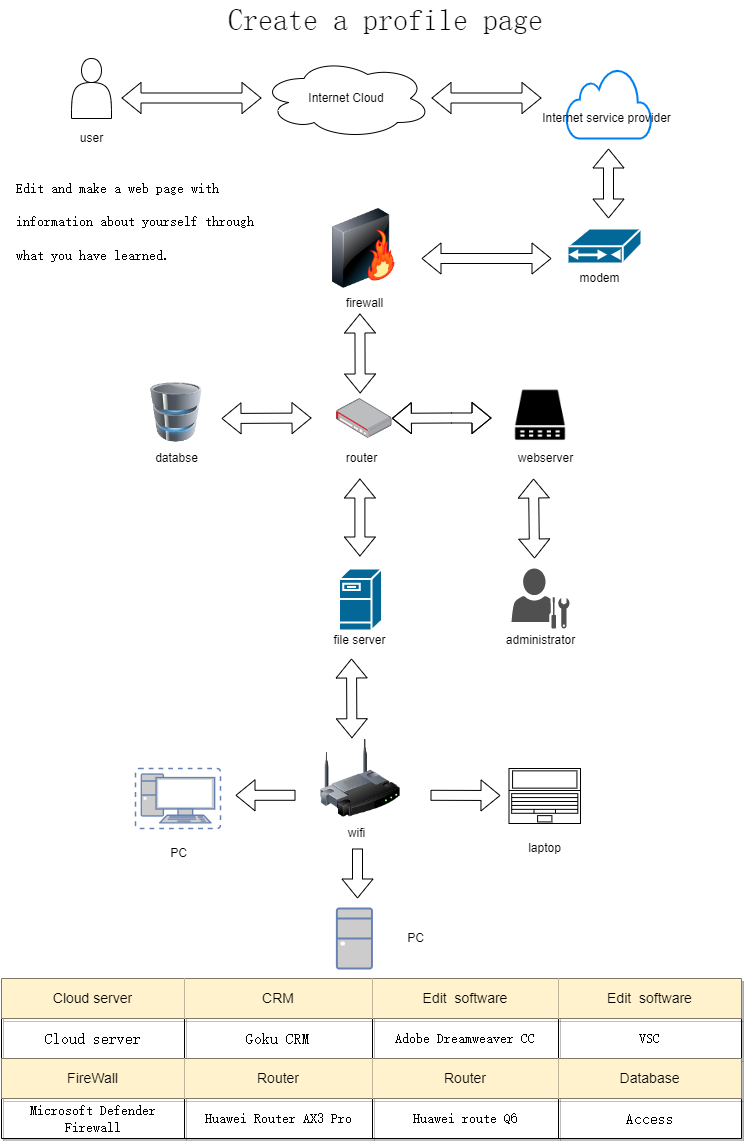 Create a profile page
Internet Cloud
Internet service provider
user
Edit and make a web page with
information about yourself through
what you have learned.
modem
firewall
databse
router
webserver
file server
administrator
wifi
PC
laptop
PC
Cloud server
CRM
Edit software
Edit software
Cloud server
Goku CRM
Adobe Dreamweaver CC
VSC
FireWall
Router
Router
Database
Microsoft Defender
Firewall
Huawei Router AX3 Pro
Huawei route Q6
Access